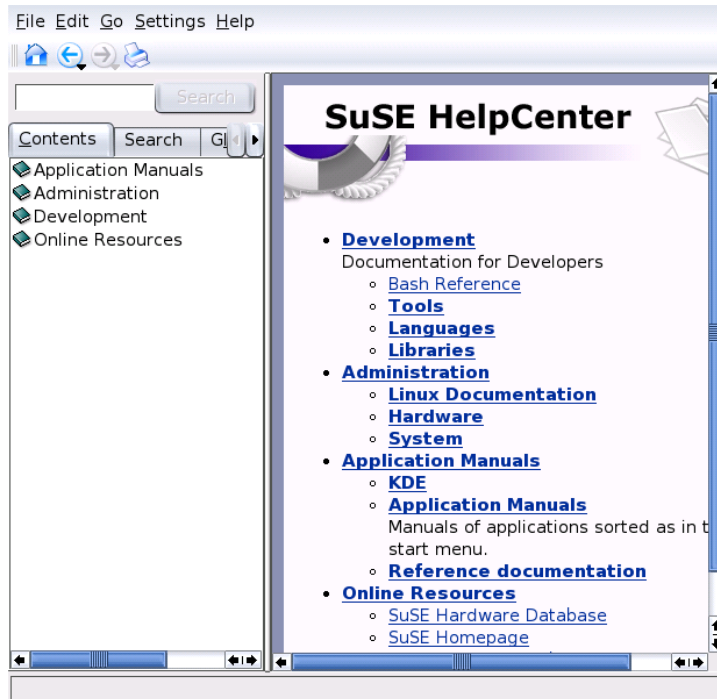 File Edit Go Settings Help
Search
Contents Search Gl
Application Manuals
Administration
Development
Online Resources
SuSE HelpCenter
Development
Documentation for Developers
Bash Reference
Tools
Languages
Libraries
Administration
Linux Documentation
Hardware
System
Application Manuals
KDE
Application Manuals
Manuals of applications sorted as in t
start menu.
Reference documentation
Online Resources
SuSE Hardware Database
SuSE Homepage